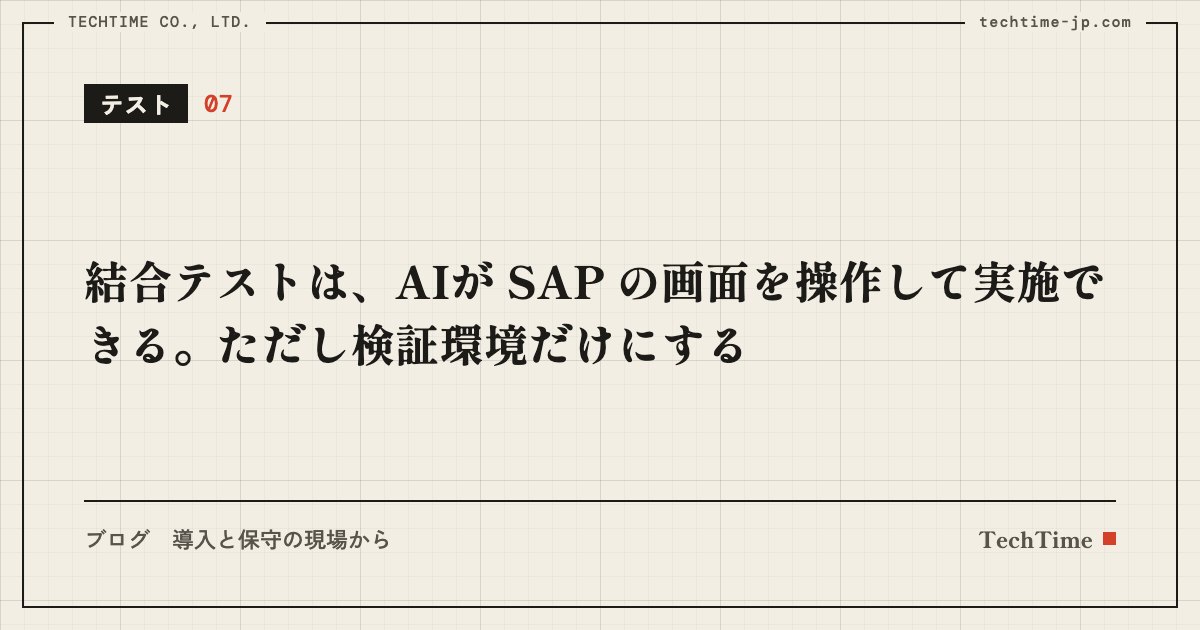 TECHTIME CO., LTD.
techtime-jp.com
テスト 07
結合テストは、AIが SAP の画面を操作して実施で
きる。ただし検証環境だけにする
ブログ　導入と保守の現場から
TechTime